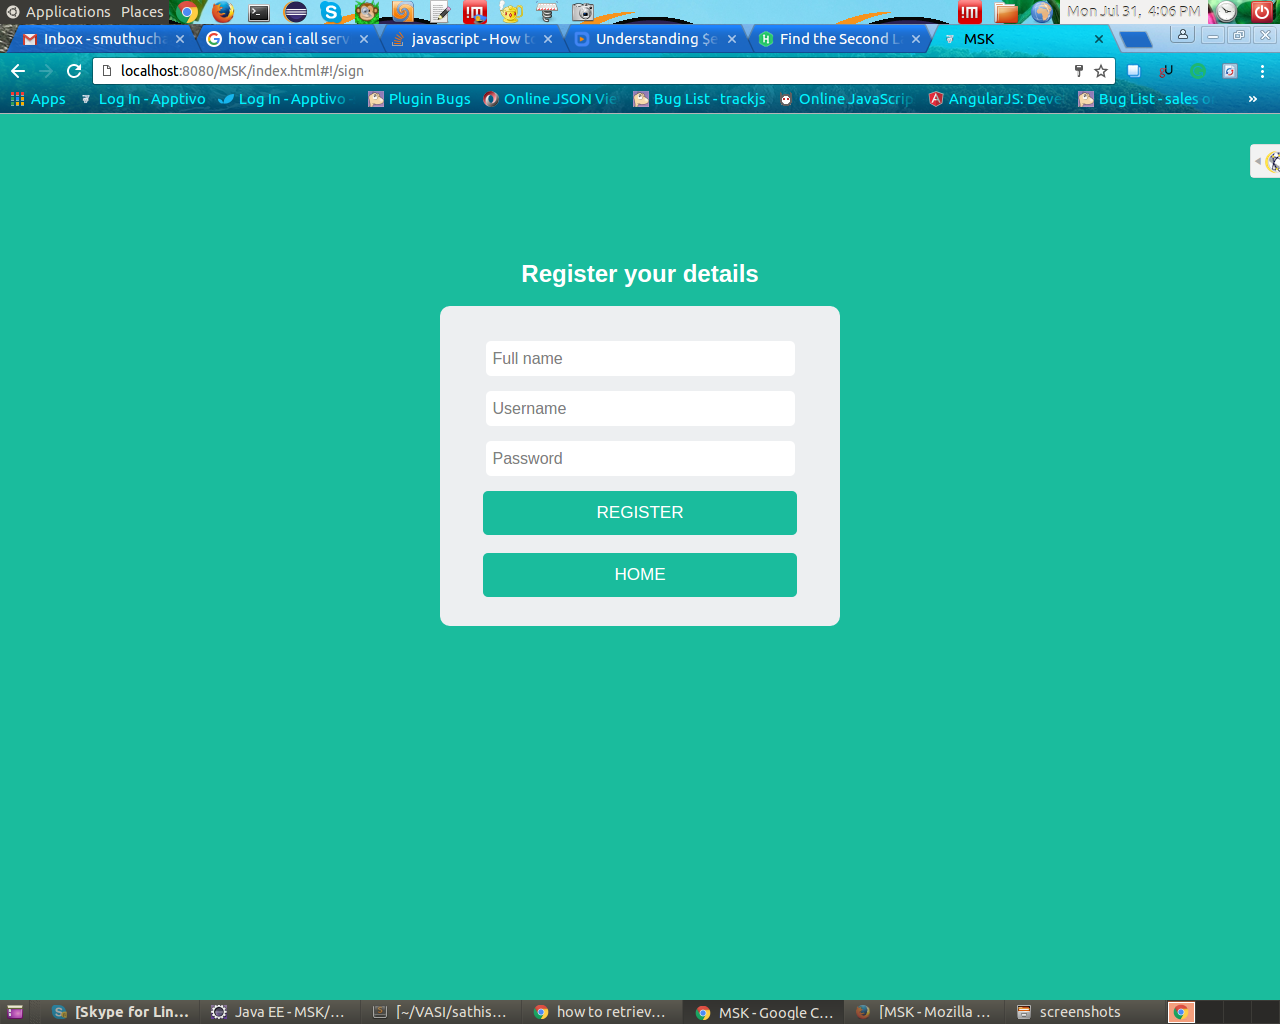 Applications Places Mon Jul 31, 4:06 PM
Inbox - smuthuch how can i call serv javascript - How t Understanding Se Find the Second L MSK
localhost:8080/MSK/index.html#!/sign
Apps Log In - Apptivo Log In - Apptivo Plugin Bugs Online JSON Vie Bug List - trackjs Online JavaScrip AngularJS: Deve Bug List - sales o »
Register your details
Full name
Username
Password
REGISTER
HOME
[Skype for Lin... Java EE - MSK/... [~/VASI/sathis... how to retriev... MSK - Google C... [MSK - Mozilla ... screenshots